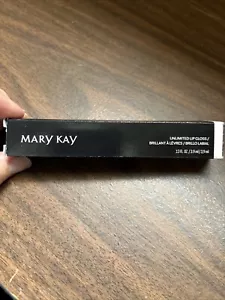 MARY KAY
UNLIMITED LIP GLOSS /
BRILLANT À LÈVRES / BRILLO LABIAL